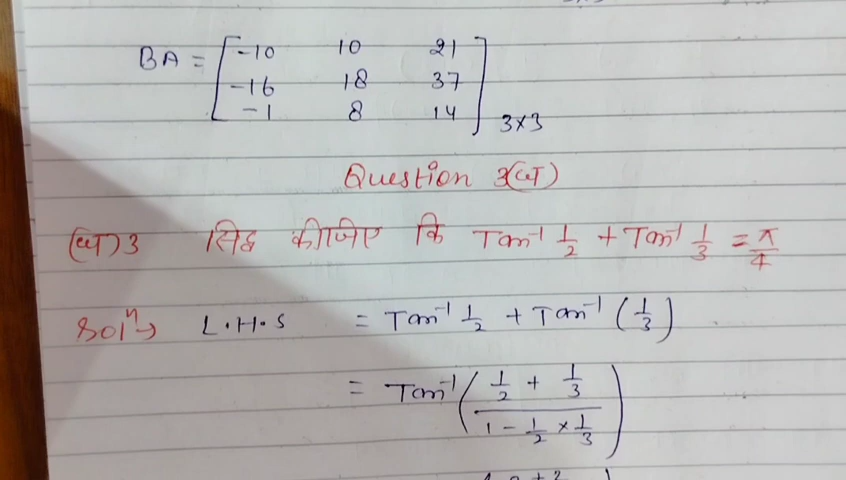 BA = [ -10 10 21
-16 18 37
-1 8 14 ] 3×3
Question 3(अ)
(अ) 3 सिद्ध कीजिए कि Tan⁻¹ 1/2 + Tan⁻¹ 1/3 = π/4
Solⁿ→ L.H.S = Tan⁻¹ 1/2 + Tan⁻¹ (1/3)
= Tan⁻¹ ( (1/2 + 1/3) / (1 - 1/2 × 1/3) )